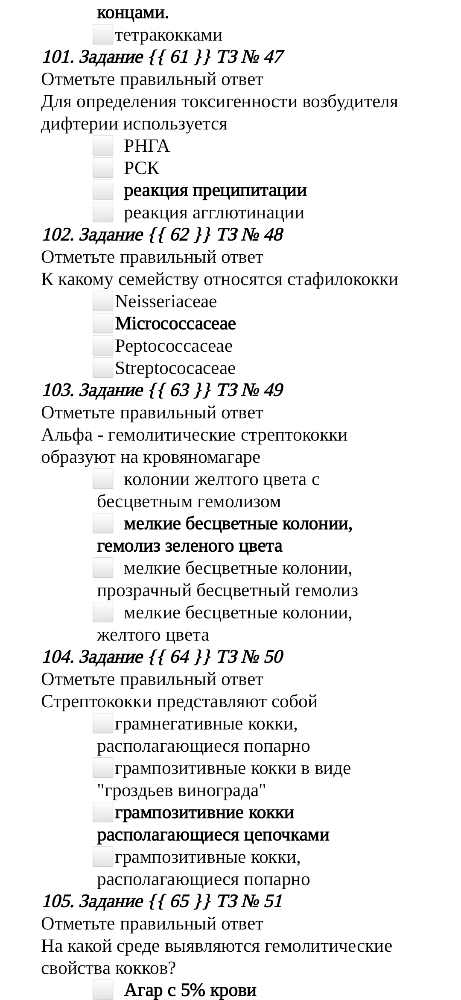 концами.
тетракокками
101. Задание {{ 61 }} ТЗ № 47
Отметьте правильный ответ
Для определения токсигенности возбудителя
дифтерии используется
РНГА
РСК
реакция преципитации
реакция агглютинации
102. Задание {{ 62 }} ТЗ № 48
Отметьте правильный ответ
К какому семейству относятся стафилококки
Neisseriaceae
Micrococcaceae
Peptococcaceae
Streptococaceae
103. Задание {{ 63 }} ТЗ № 49
Отметьте правильный ответ
Альфа - гемолитические стрептококки
образуют на кровяномагаре
колонии желтого цвета с
бесцветным гемолизом
мелкие бесцветные колонии,
гемолиз зеленого цвета
мелкие бесцветные колонии,
прозрачный бесцветный гемолиз
мелкие бесцветные колонии,
желтого цвета
104. Задание {{ 64 }} ТЗ № 50
Отметьте правильный ответ
Стрептококки представляют собой
грамнегативные кокки,
располагающиеся попарно
грампозитивные кокки в виде
"гроздьев винограда"
грампозитивние кокки
располагающиеся цепочками
грампозитивные кокки,
располагающиеся попарно
105. Задание {{ 65 }} ТЗ № 51
Отметьте правильный ответ
На какой среде выявляются гемолитические
свойства кокков?
Агар с 5% крови